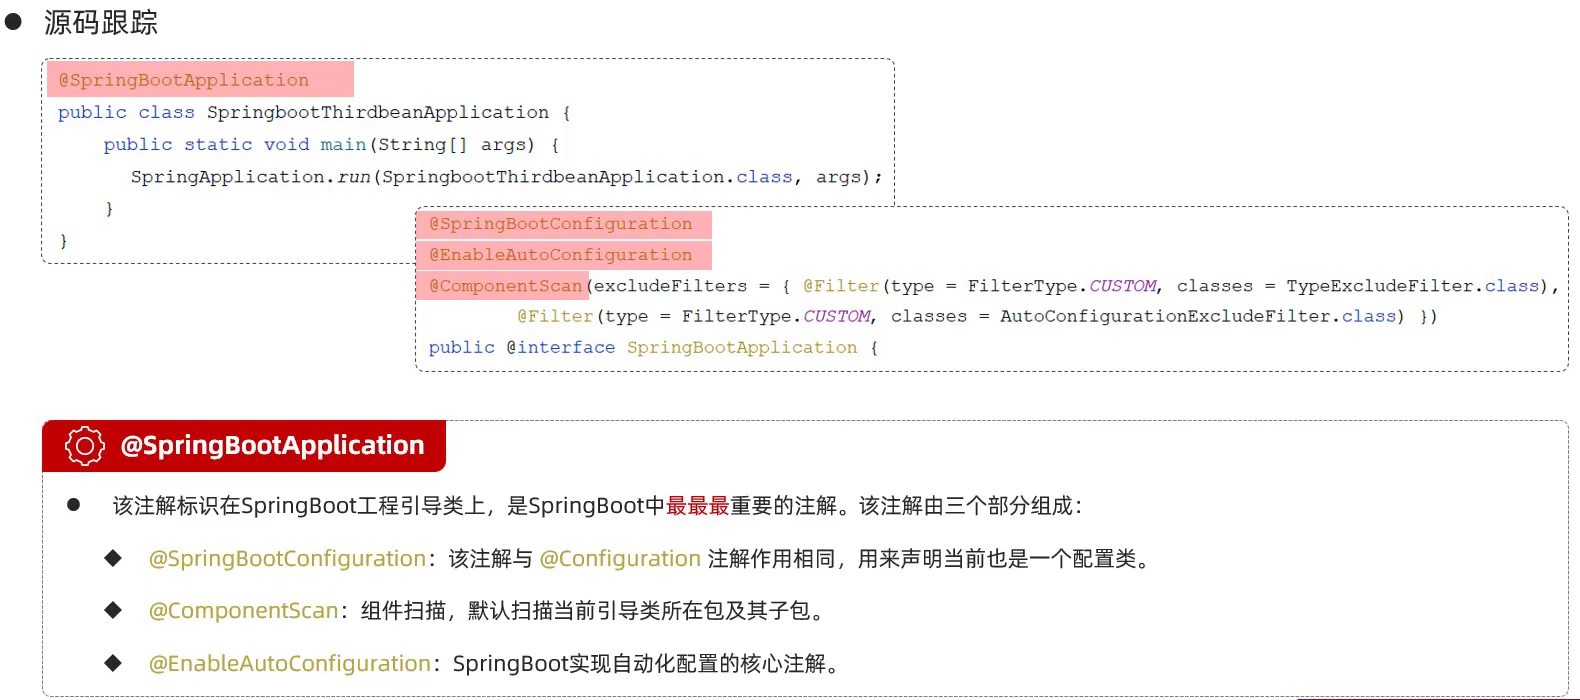 源码跟踪
@SpringBootApplication
public class SpringbootThirdbeanApplication {
public static void main(String[] args) {
SpringApplication.run(SpringbootThirdbeanApplication.class, args);
}
}
@SpringBootConfiguration
@EnableAutoConfiguration
@ComponentScan(excludeFilters = { @Filter(type = FilterType.CUSTOM, classes = TypeExcludeFilter.class),
@Filter(type = FilterType.CUSTOM, classes = AutoConfigurationExcludeFilter.class) })
public @interface SpringBootApplication {
@SpringBootApplication
该注解标识在SpringBoot工程引导类上，是SpringBoot中最最最重要的注解。该注解由三个部分组成：
@SpringBootConfiguration：该注解与 @Configuration 注解作用相同，用来声明当前也是一个配置类。
@ComponentScan：组件扫描，默认扫描当前引导类所在包及其子包。
@EnableAutoConfiguration：SpringBoot实现自动化配置的核心注解。